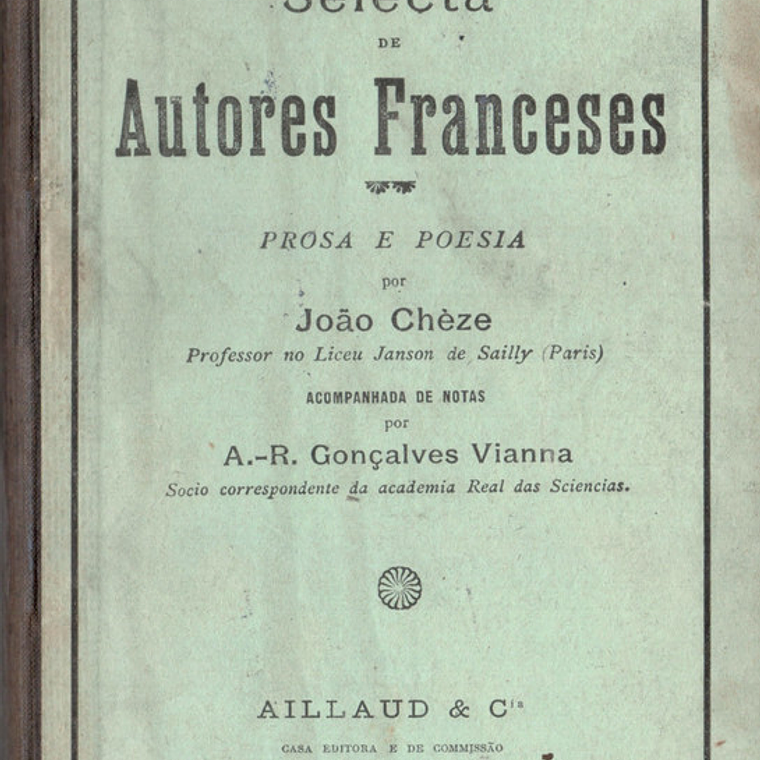 Selecta
DE
Autores Franceses
PROSA E POESIA
por
João Chèze
Professor no Liceu Janson de Sailly (Paris)
ACOMPANHADA DE NOTAS
por
A.-R. Gonçalves Vianna
Socio correspondente da academia Real das Sciencias.
AILLAUD & Cia
CASA EDITORA E DE COMMISSÃO